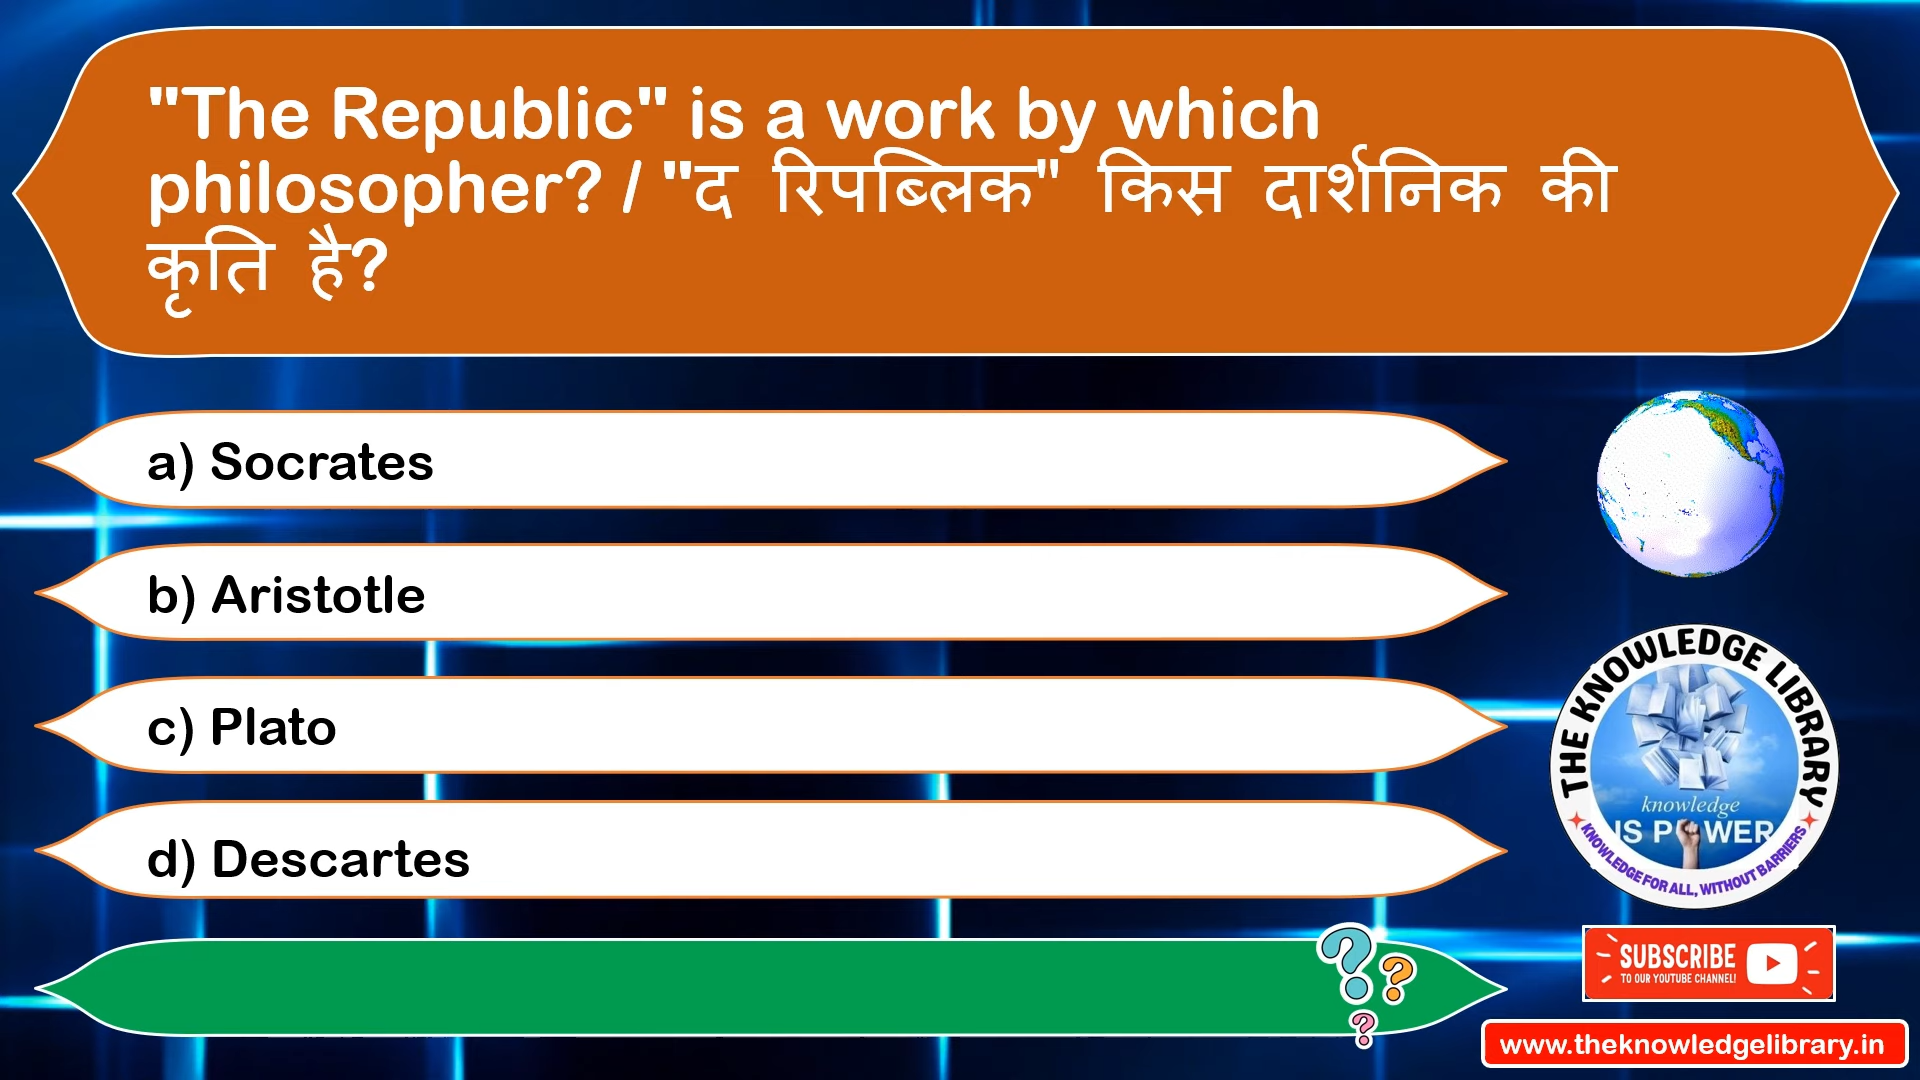 "The Republic" is a work by which
philosopher? / "द रिपब्लिक" किस दार्शनिक की
कृति है?
a) Socrates
b) Aristotle
c) Plato
d) Descartes
THE KNOWLEDGE LIBRARY
knowledge
IS POWER
KNOWLEDGE FOR ALL, WITHOUT BARRIERS
SUBSCRIBE
TO OUR YOUTUBE CHANNEL!
www.theknowledgelibrary.in